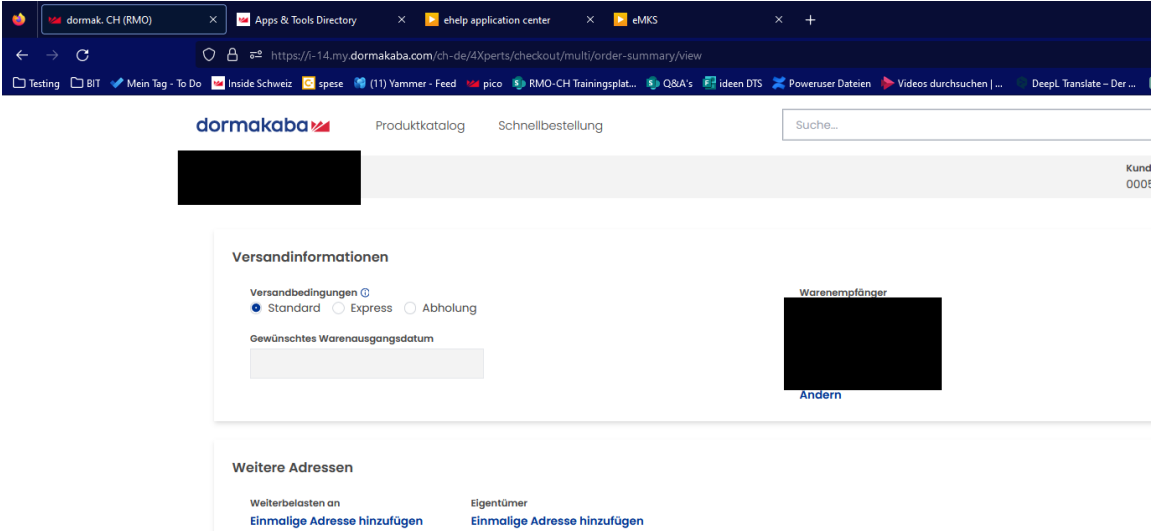 dormak. CH (RMO)
Apps & Tools Directory
ehelp application center
eMKS
https://i-14.my.dormakaba.com/ch-de/4Xperts/checkout/multi/order-summary/view
Testing BIT Mein Tag - To Do Inside Schweiz spese (11) Yammer - Feed pico RMO-CH Trainingsplat... Q&A's ideen DTS Poweruser Dateien Videos durchsuchen | ... DeepL Translate – Der ...
dormakaba Produktkatalog Schnellbestellung Suche...
Kund
0005
Versandinformationen
Versandbedingungen
Standard Express Abholung
Gewünschtes Warenausgangsdatum
Warenempfänger
Ändern
Weitere Adressen
Weiterbelasten an Eigentümer
Einmalige Adresse hinzufügen Einmalige Adresse hinzufügen